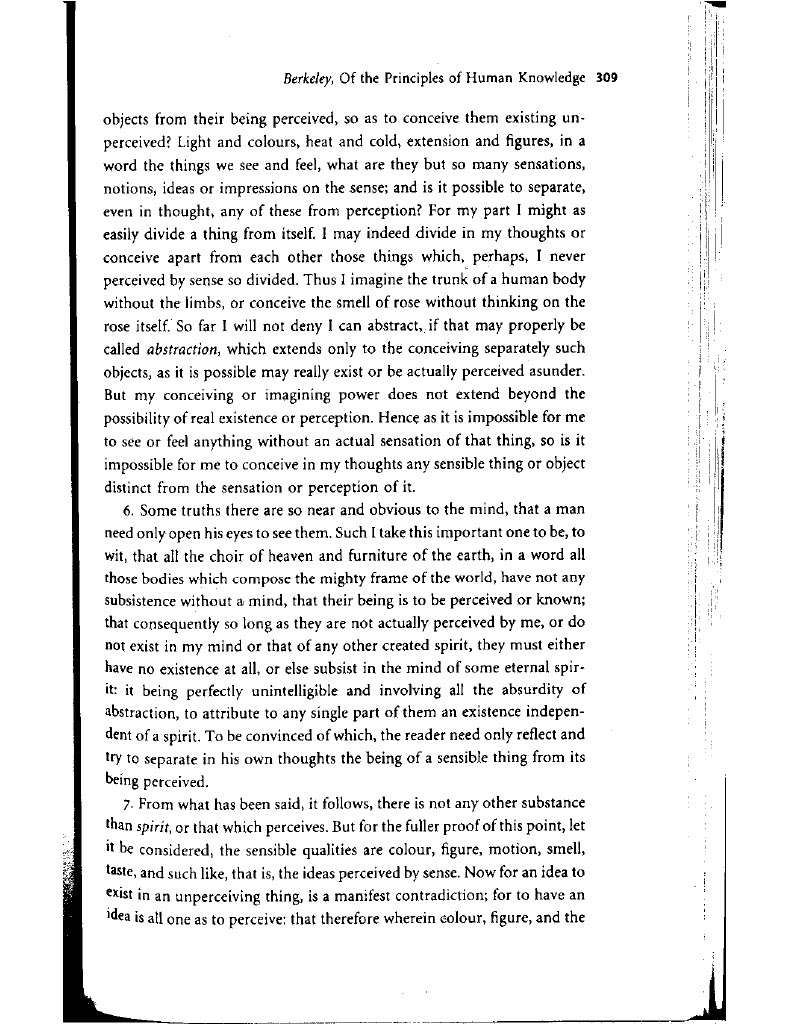 Berkeley, Of the Principles of Human Knowledge 309
objects from their being perceived, so as to conceive them existing un-
perceived? Light and colours, heat and cold, extension and figures, in a
word the things we see and feel, what are they but so many sensations,
notions, ideas or impressions on the sense; and is it possible to separate,
even in thought, any of these from perception? For my part I might as
easily divide a thing from itself. I may indeed divide in my thoughts or
conceive apart from each other those things which, perhaps, I never
perceived by sense so divided. Thus I imagine the trunk of a human body
without the limbs, or conceive the smell of rose without thinking on the
rose itself. So far I will not deny I can abstract, if that may properly be
called abstraction, which extends only to the conceiving separately such
objects, as it is possible may really exist or be actually perceived asunder.
But my conceiving or imagining power does not extend beyond the
possibility of real existence or perception. Hence as it is impossible for me
to see or feel anything without an actual sensation of that thing, so is it
impossible for me to conceive in my thoughts any sensible thing or object
distinct from the sensation or perception of it.
6. Some truths there are so near and obvious to the mind, that a man
need only open his eyes to see them. Such I take this important one to be, to
wit, that all the choir of heaven and furniture of the earth, in a word all
those bodies which compose the mighty frame of the world, have not any
subsistence without a mind, that their being is to be perceived or known;
that consequently so long as they are not actually perceived by me, or do
not exist in my mind or that of any other created spirit, they must either
have no existence at all, or else subsist in the mind of some eternal spir-
it: it being perfectly unintelligible and involving all the absurdity of
abstraction, to attribute to any single part of them an existence indepen-
dent of a spirit. To be convinced of which, the reader need only reflect and
try to separate in his own thoughts the being of a sensible thing from its
being perceived.
7. From what has been said, it follows, there is not any other substance
than spirit, or that which perceives. But for the fuller proof of this point, let
it be considered, the sensible qualities are colour, figure, motion, smell,
taste, and such like, that is, the ideas perceived by sense. Now for an idea to
exist in an unperceiving thing, is a manifest contradiction; for to have an
idea is all one as to perceive: that therefore wherein colour, figure, and the